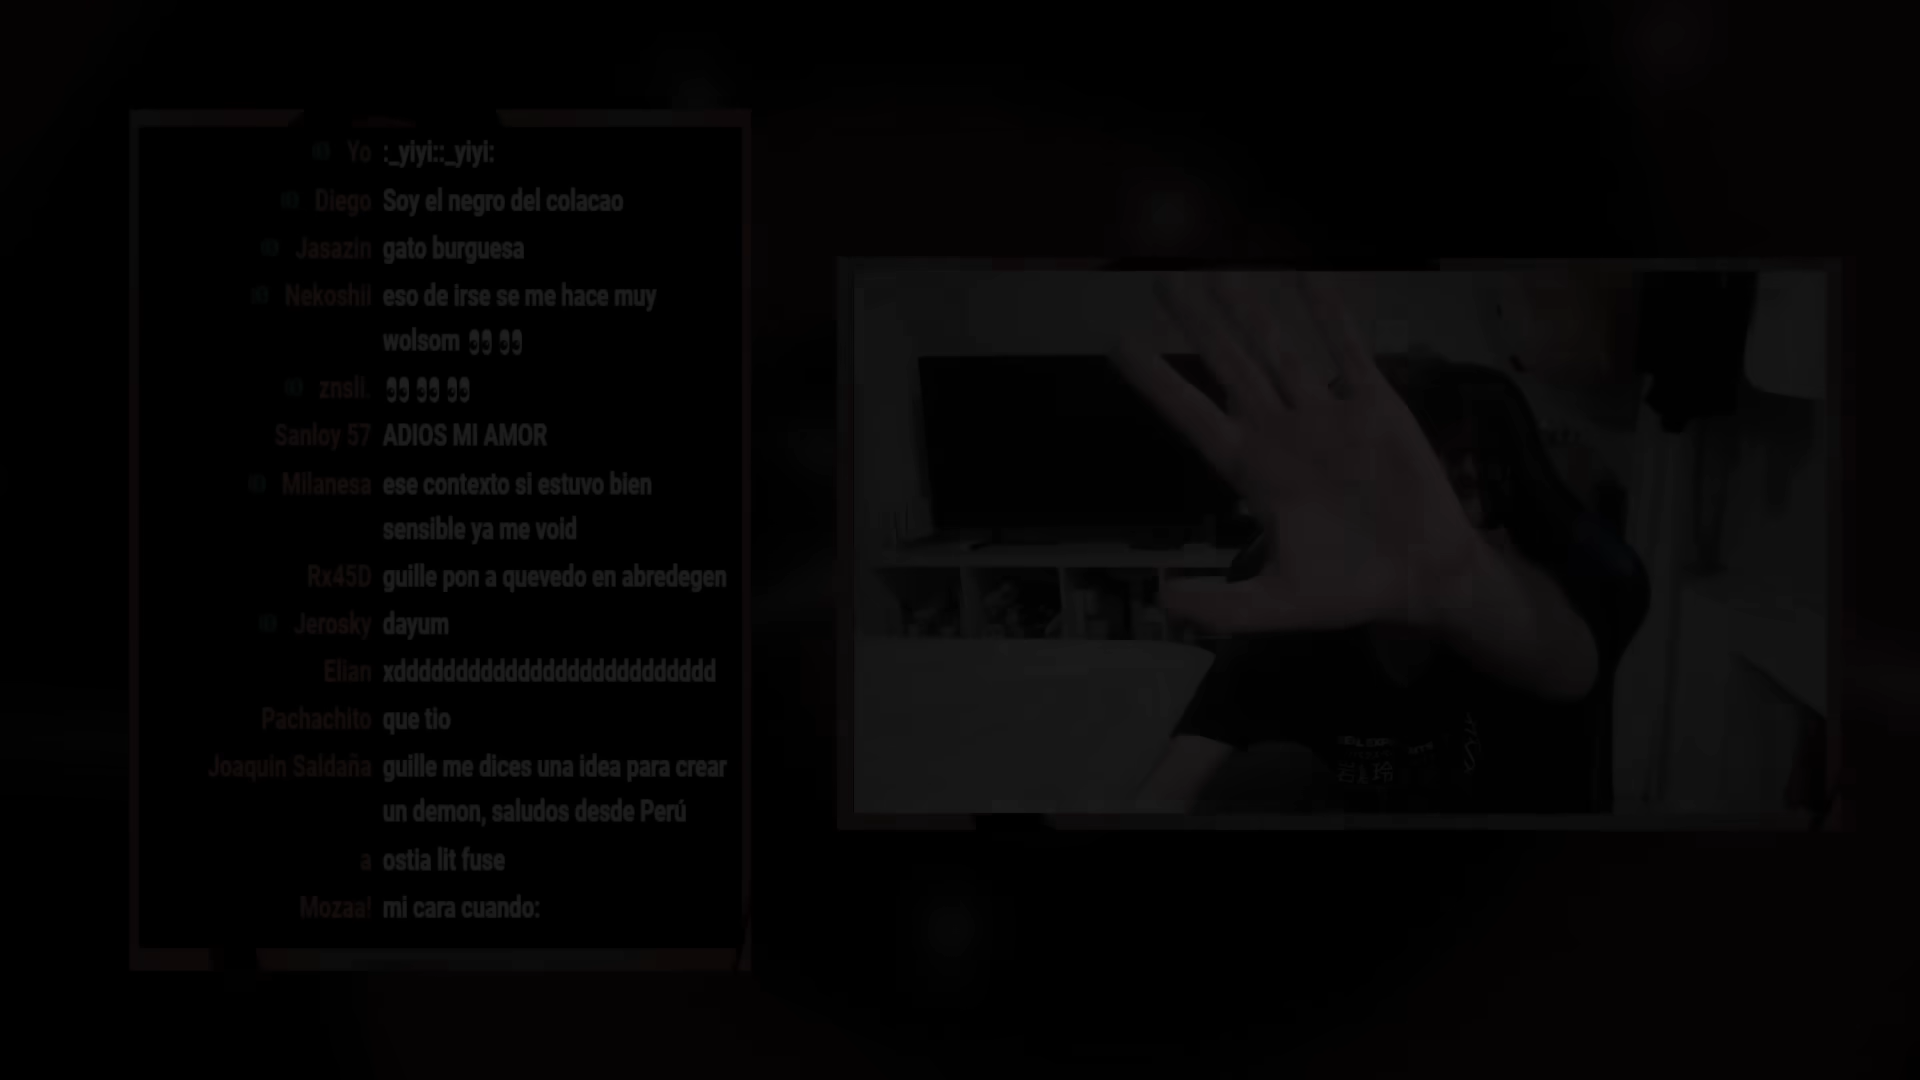 Yo :_yiyi::_yiyi:
Diego Soy el negro del colacao
Jasazin gato burguesa
Nekoshii eso de irse se me hace muy
wolsom 👀 👀
znsli. 👀 👀 👀
Sanloy 57 ADIOS MI AMOR
Milanesa ese contexto si estuvo bien
sensible ya me void
Rx45D guille pon a quevedo en abredegen
Jerosky dayum
Elian xdddddddddddddddddddddddddd
Pachachito que tio
Joaquin Saldaña guille me dices una idea para crear
un demon, saludos desde Perú
a ostia lit fuse
Mozaa! mi cara cuando: